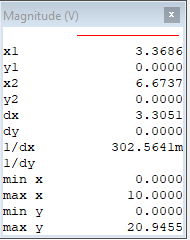 Magnitude (V) x
x1 3.3686
y1 0.0000
x2 6.6737
y2 0.0000
dx 3.3051
dy 0.0000
1/dx 302.5641m
1/dy
min x 0.0000
max x 10.0000
min y 0.0000
max y 20.9455